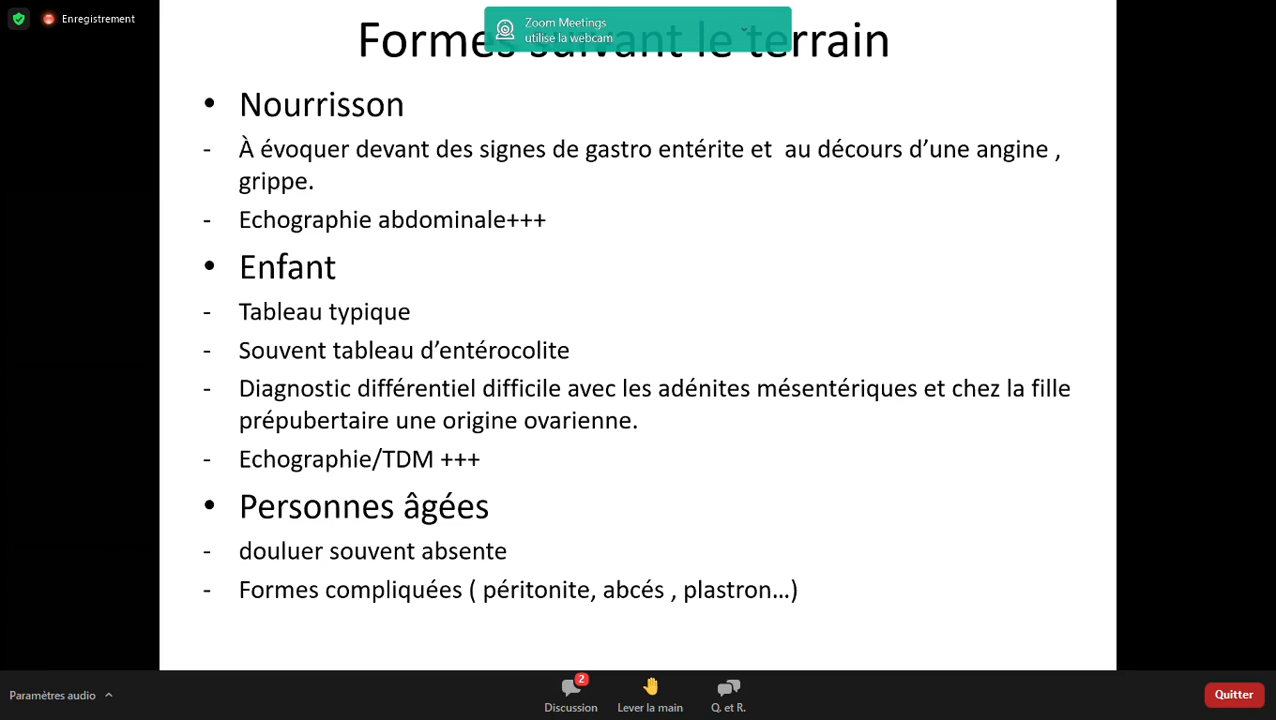 Enregistrement
Zoom Meetings
utilise la webcam
Formes suivant le terrain
• Nourrisson
- À évoquer devant des signes de gastro entérite et au décours d’une angine ,
grippe.
- Echographie abdominale+++
• Enfant
- Tableau typique
- Souvent tableau d’entérocolite
- Diagnostic différentiel difficile avec les adénites mésentériques et chez la fille
prépubertaire une origine ovarienne.
- Echographie/TDM +++
• Personnes âgées
- douluer souvent absente
- Formes compliquées ( péritonite, abcés , plastron…)
Paramètres audio
2
Discussion
Lever la main
Q. et R.
Quitter